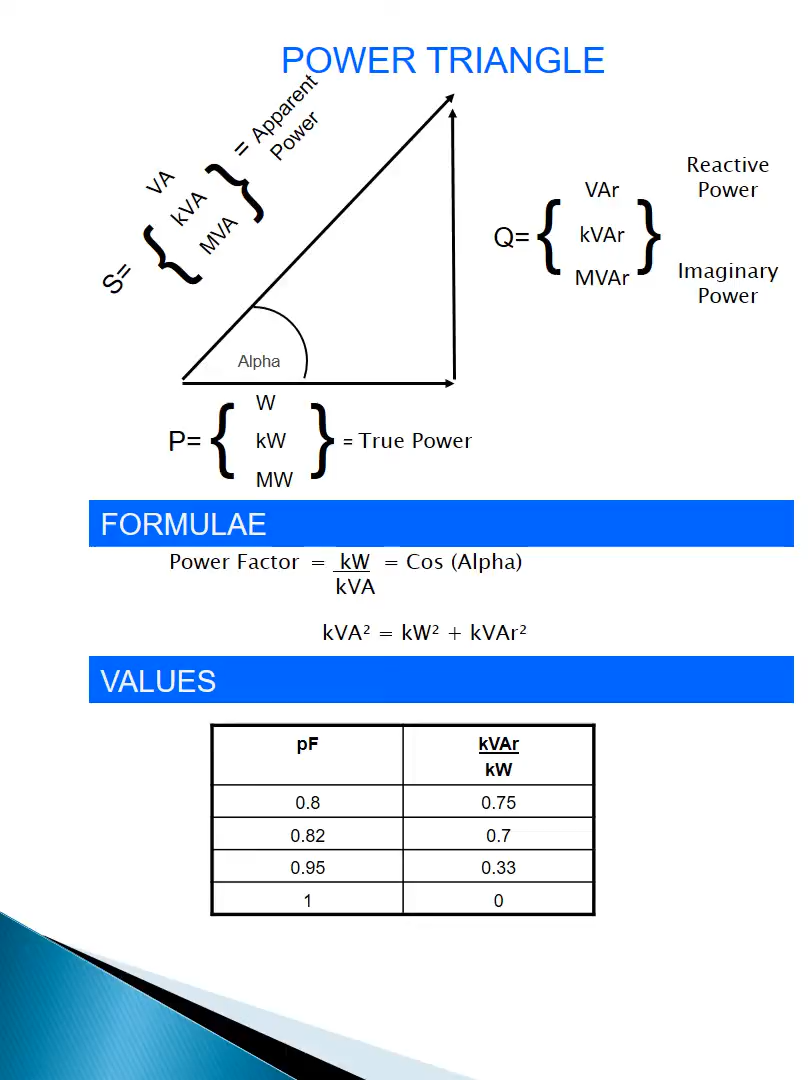 POWER TRIANGLE
S=
{
VA
kVA
MVA
}
= Apparent
Power
Q=
{
VAr
kVAr
MVAr
}
Reactive
Power
Imaginary
Power
Alpha
P=
{
W
kW
MW
}
= True Power
FORMULAE
Power Factor = kW = Cos (Alpha)
kVA
kVA² = kW² + kVAr²
VALUES
pF kVAr
kW
0.8 0.75
0.82 0.7
0.95 0.33
1 0